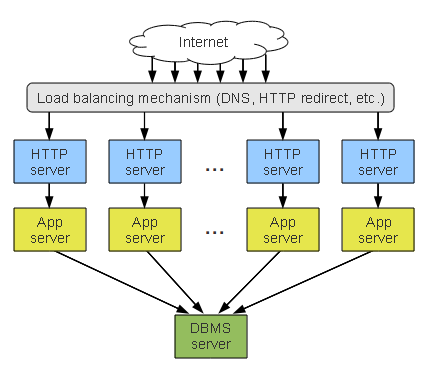 Internet
Load balancing mechanism (DNS, HTTP redirect, etc.)
HTTP
server
HTTP
server
...
HTTP
server
HTTP
server
App
server
App
server
...
App
server
App
server
DBMS
server